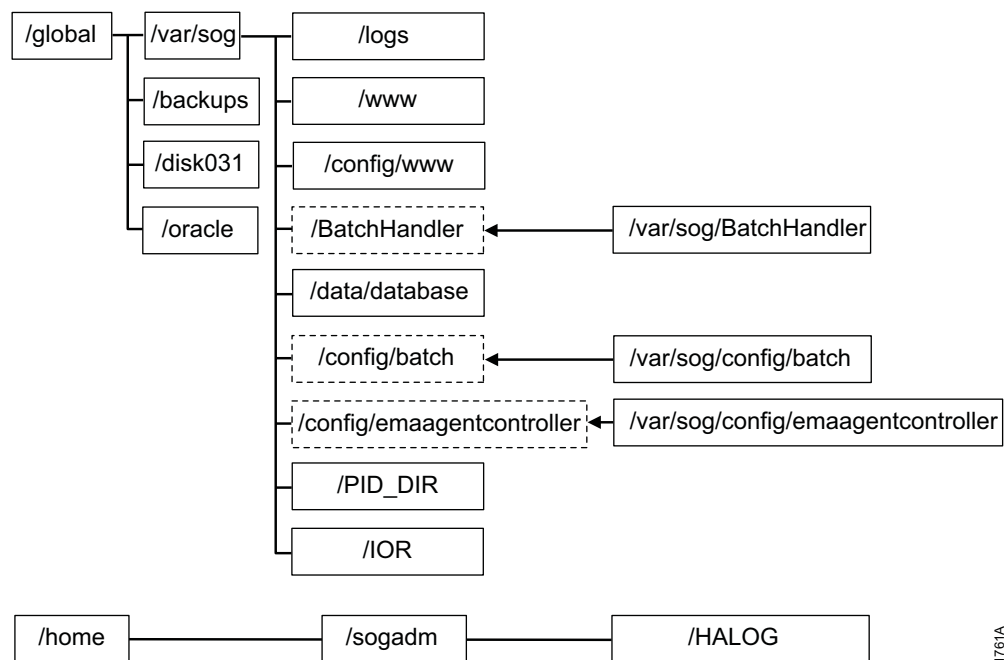 /global
/var/sog
/logs
/backups
/www
/disk031
/config/www
/oracle
/BatchHandler
/var/sog/BatchHandler
/data/database
/config/batch
/var/sog/config/batch
/config/emaagentcontroller
/var/sog/config/emaagentcontroller
/PID_DIR
/IOR
/home
/sogadm
/HALOG
1761A